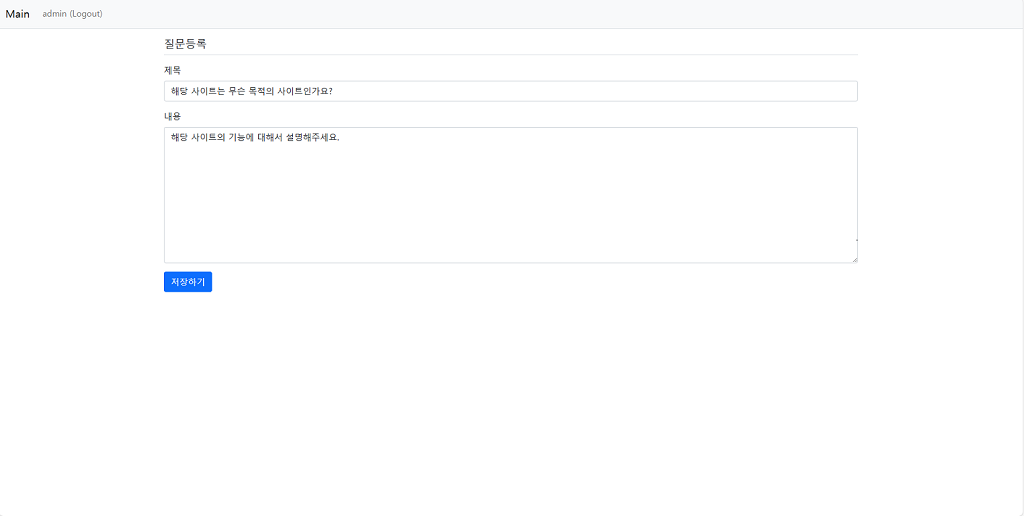 Main admin (Logout)
질문등록
제목
해당 사이트는 무슨 목적의 사이트인가요?
내용
해당 사이트의 기능에 대해서 설명해주세요.
저장하기